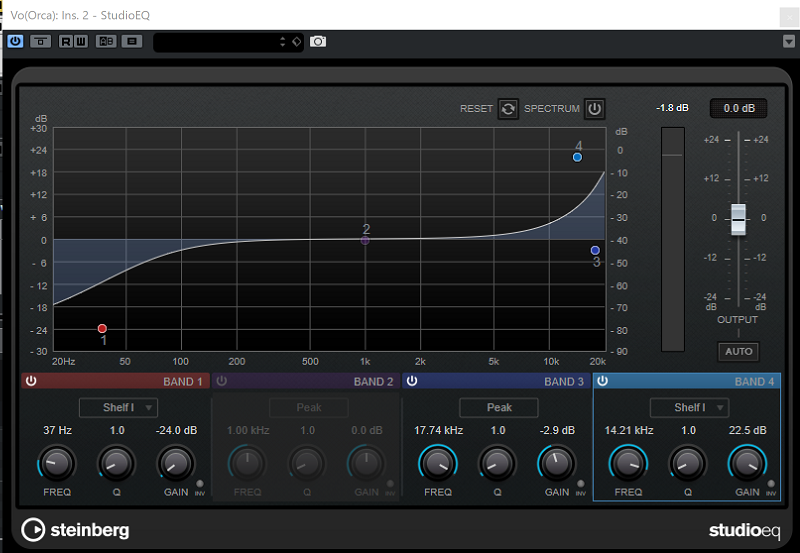 Vo(Orca): Ins. 2 - StudioEQ
R W
RESET SPECTRUM -1.8 dB 0.0 dB
dB dB
+30
+24 0 +24 +24
+18 -10
+12 -20 +12 +12
+ 6 -30
0 -40 0 0
- 6 -50
- 12 -60 -12 -12
- 18 -70
- 24 -80 -24 -24
- 30 -90 dB dB
1 2 3 4
20Hz 50 100 200 500 1k 2k 5k 10k 20k
OUTPUT
AUTO
BAND 1 BAND 2 BAND 3 BAND 4
Shelf I Peak Peak Shelf I
37 Hz 1.0 -24.0 dB 1.00 kHz 1.0 0.0 dB 17.74 kHz 1.0 -2.9 dB 14.21 kHz 1.0 22.5 dB
FREQ Q GAIN INV FREQ Q GAIN INV FREQ Q GAIN INV FREQ Q GAIN INV
steinberg studioeq